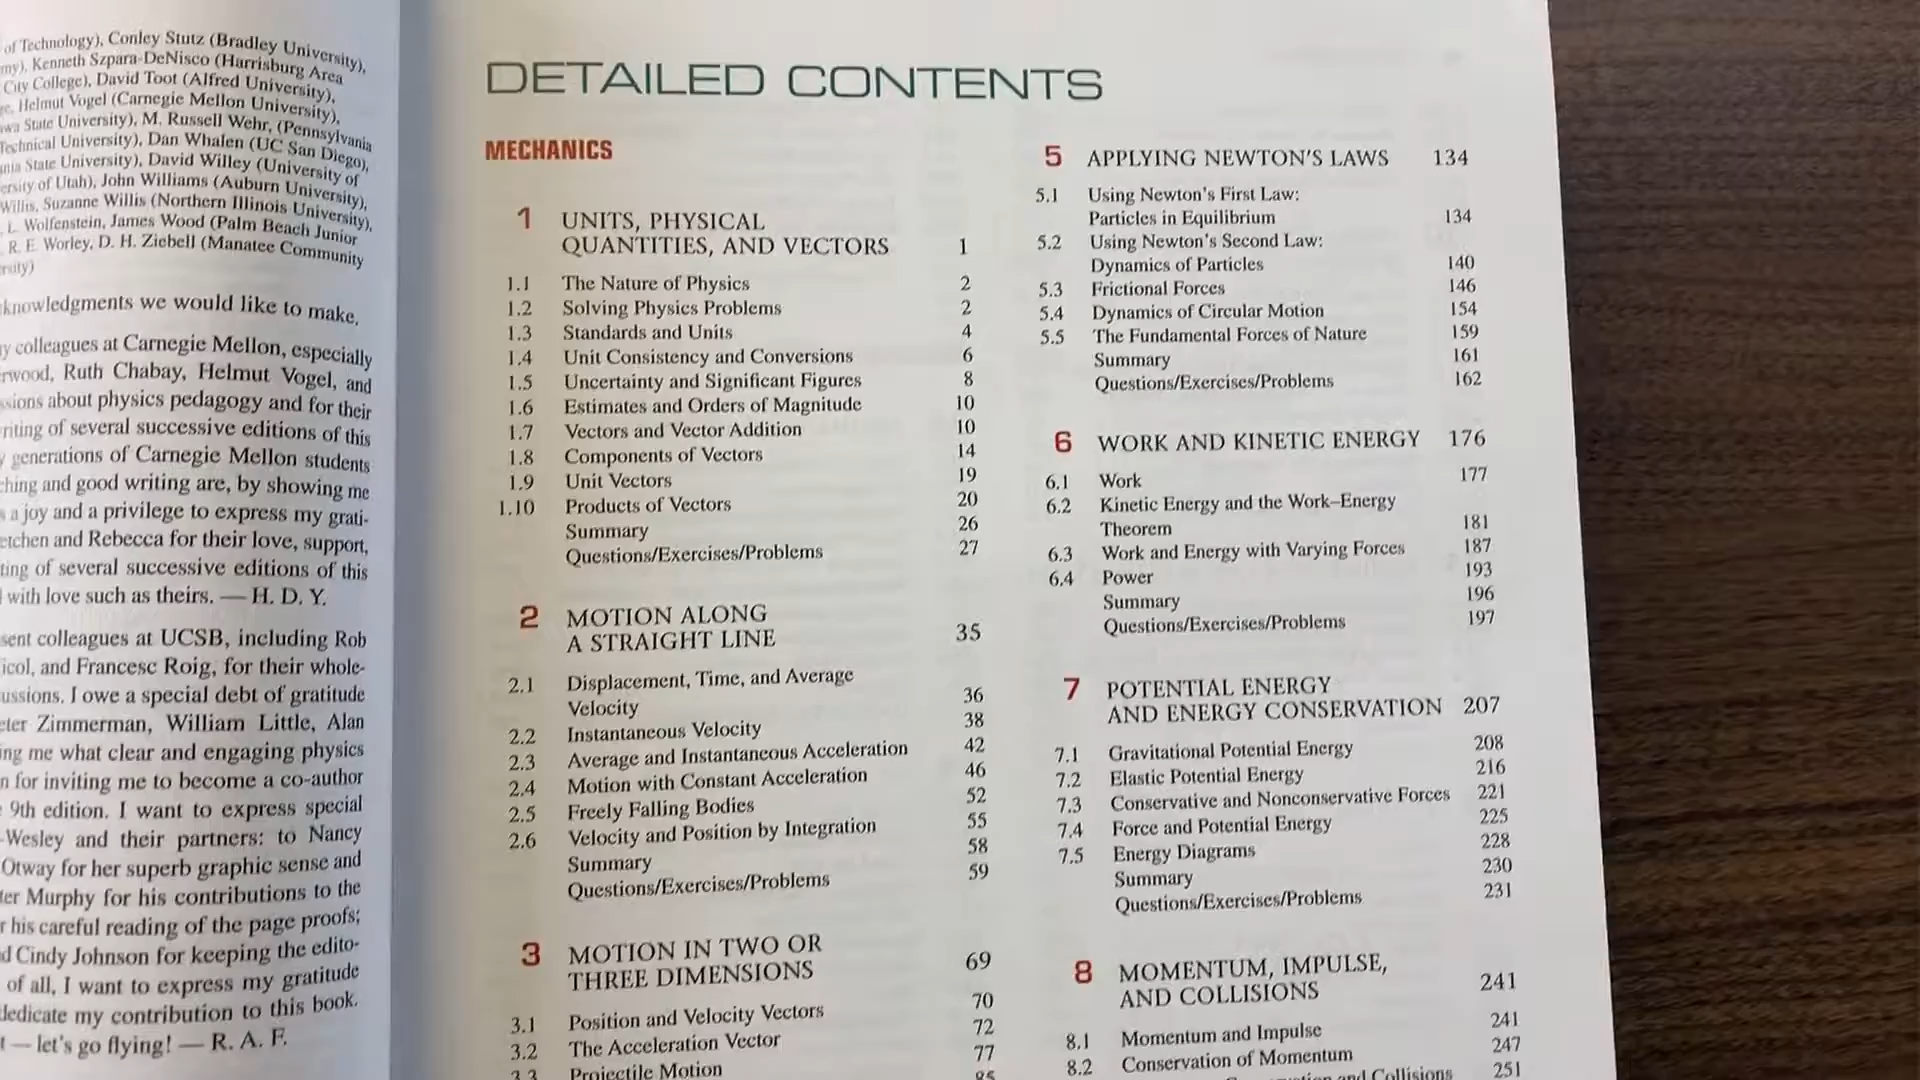 of Technology), Conley Stutz (Bradley University),
my), Kenneth Szpara-DeNisco (Harrisburg Area
City College), David Toot (Alfred University),
Helmut Vogel (Carnegie Mellon University),
State University), M. Russell Wehr, (Pennsylvania
Technical University), Dan Whalen (UC San Diego),
State University), David Willey (University of
of Utah), John Williams (Auburn University),
Willis, Suzanne Willis (Northern Illinois University),
L. Wolfenstein, James Wood (Palm Beach Junior
R. E. Worley, D. H. Ziebell (Manatee Community
rsity)
knowledgments we would like to make.
y colleagues at Carnegie Mellon, especially
rwood, Ruth Chabay, Helmut Vogel, and
ssions about physics pedagogy and for their
riting of several successive editions of this
generations of Carnegie Mellon students
ching and good writing are, by showing me
a joy and a privilege to express my grati-
etchen and Rebecca for their love, support,
ting of several successive editions of this
with love such as theirs. — H. D. Y.
sent colleagues at UCSB, including Rob
icol, and Francesc Roig, for their whole-
ussions. I owe a special debt of gratitude
eter Zimmerman, William Little, Alan
ing me what clear and engaging physics
n for inviting me to become a co-author
9th edition. I want to express special
-Wesley and their partners: to Nancy
Otway for her superb graphic sense and
ter Murphy for his contributions to the
r his careful reading of the page proofs;
d Cindy Johnson for keeping the edito-
of all, I want to express my gratitude
dedicate my contribution to this book.
t — let's go flying! — R. A. F.
DETAILED CONTENTS
MECHANICS
1 UNITS, PHYSICAL
QUANTITIES, AND VECTORS 1
1.1 The Nature of Physics 2
1.2 Solving Physics Problems 2
1.3 Standards and Units 4
1.4 Unit Consistency and Conversions 6
1.5 Uncertainty and Significant Figures 8
1.6 Estimates and Orders of Magnitude 10
1.7 Vectors and Vector Addition 10
1.8 Components of Vectors 14
1.9 Unit Vectors 19
1.10 Products of Vectors 20
Summary 26
Questions/Exercises/Problems 27
2 MOTION ALONG
A STRAIGHT LINE 35
2.1 Displacement, Time, and Average
Velocity 36
2.2 Instantaneous Velocity 38
2.3 Average and Instantaneous Acceleration 42
2.4 Motion with Constant Acceleration 46
2.5 Freely Falling Bodies 52
2.6 Velocity and Position by Integration 55
Summary 58
Questions/Exercises/Problems 59
3 MOTION IN TWO OR
THREE DIMENSIONS 69
3.1 Position and Velocity Vectors 70
3.2 The Acceleration Vector 72
3.3 Projectile Motion 77
85
5 APPLYING NEWTON'S LAWS 134
5.1 Using Newton's First Law:
Particles in Equilibrium 134
5.2 Using Newton's Second Law:
Dynamics of Particles 140
5.3 Frictional Forces 146
5.4 Dynamics of Circular Motion 154
5.5 The Fundamental Forces of Nature 159
Summary 161
Questions/Exercises/Problems 162
6 WORK AND KINETIC ENERGY 176
6.1 Work 177
6.2 Kinetic Energy and the Work–Energy
Theorem 181
6.3 Work and Energy with Varying Forces 187
6.4 Power 193
Summary 196
Questions/Exercises/Problems 197
7 POTENTIAL ENERGY
AND ENERGY CONSERVATION 207
7.1 Gravitational Potential Energy 208
7.2 Elastic Potential Energy 216
7.3 Conservative and Nonconservative Forces 221
7.4 Force and Potential Energy 225
7.5 Energy Diagrams 228
Summary 230
Questions/Exercises/Problems 231
8 MOMENTUM, IMPULSE,
AND COLLISIONS 241
8.1 Momentum and Impulse 241
8.2 Conservation of Momentum 247
and Collisions 251